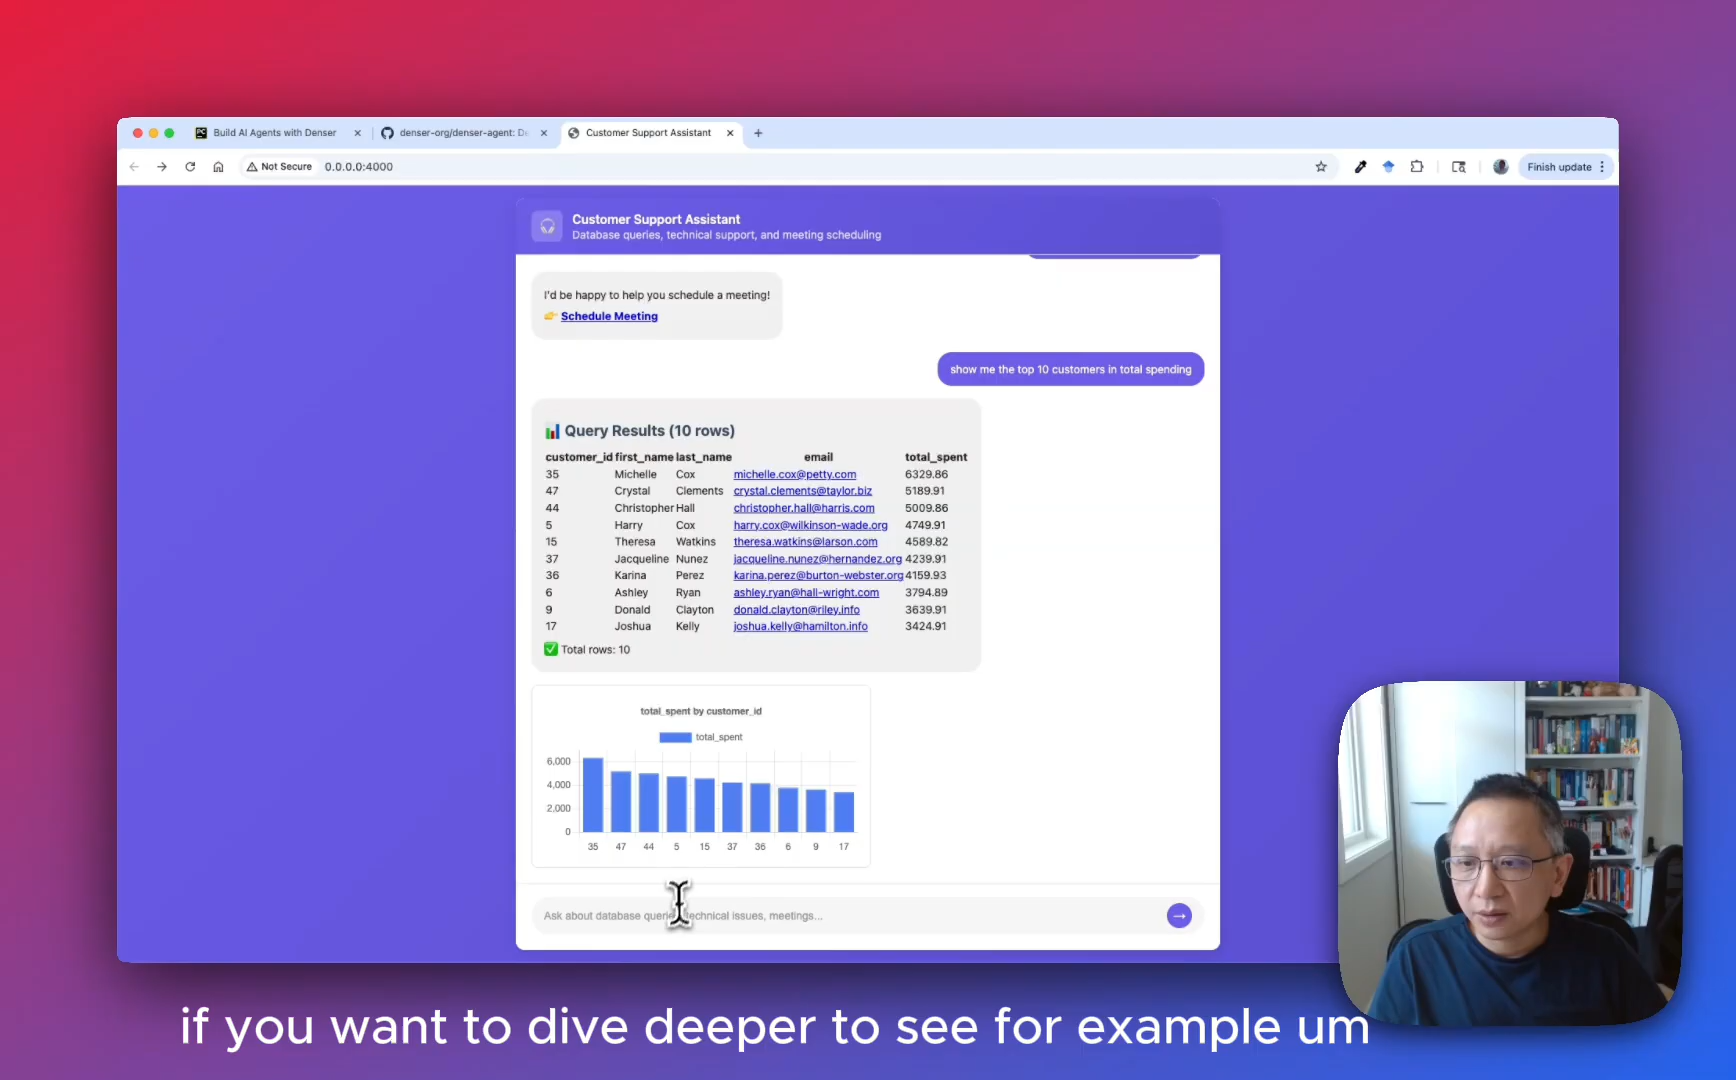 Build AI Agents with Denser
denser-org/denser-agent: De
Customer Support Assistant
Not Secure 0.0.0.0:4000
Finish update
Customer Support Assistant
Database queries, technical support, and meeting scheduling
I'd be happy to help you schedule a meeting!
👉 Schedule Meeting
show me the top 10 customers in total spending
📊 Query Results (10 rows)
customer_id first_name last_name email total_spent
35 Michelle Cox michelle.cox@petty.com 6329.86
47 Crystal Clements crystal.clements@taylor.biz 5189.91
44 Christopher Hall christopher.hall@harris.com 5009.86
5 Harry Cox harry.cox@wilkinson-wade.org 4749.91
15 Theresa Watkins theresa.watkins@larson.com 4589.82
37 Jacqueline Nunez jacqueline.nunez@hernandez.org 4239.91
36 Karina Perez karina.perez@burton-webster.org 4159.93
6 Ashley Ryan ashley.ryan@hall-wright.com 3794.89
9 Donald Clayton donald.clayton@riley.info 3639.91
17 Joshua Kelly joshua.kelly@hamilton.info 3424.91
✅ Total rows: 10
total_spent by customer_id
total_spent
6,000
4,000
2,000
0
35 47 44 5 15 37 36 6 9 17
Ask about database queries, technical issues, meetings...
if you want to dive deeper to see for example um